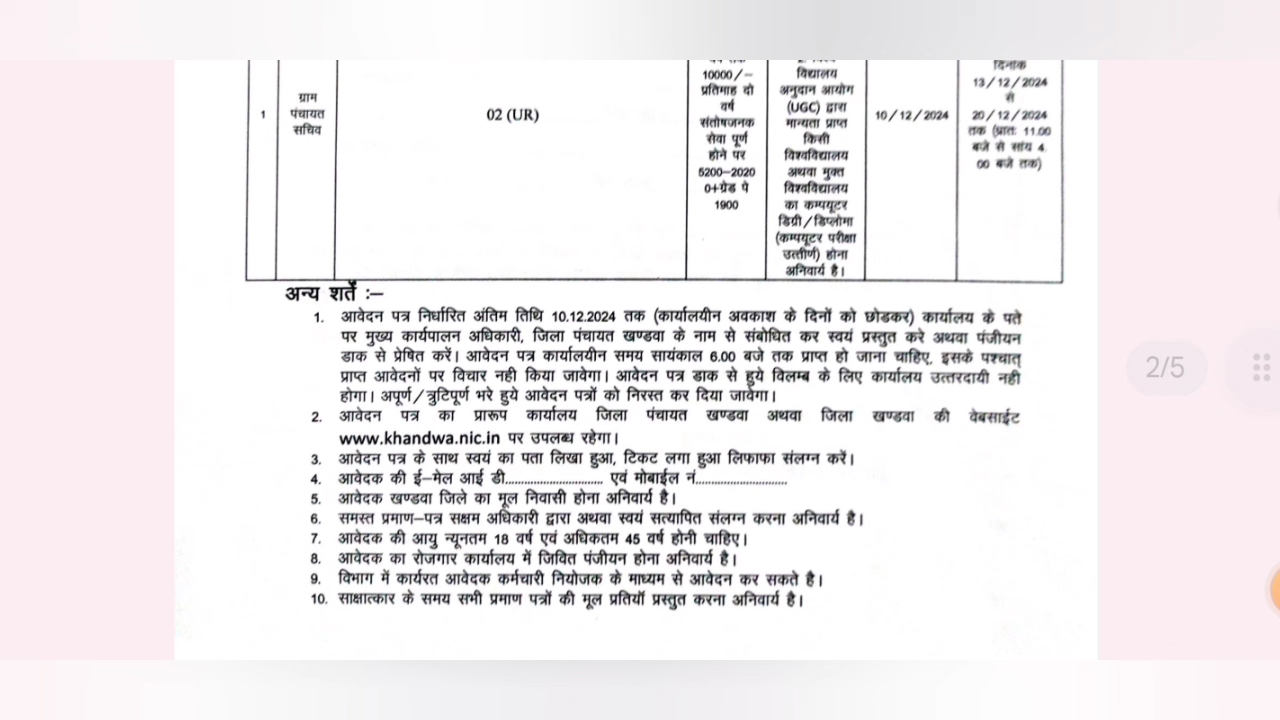 दिनांक
10000/–
विद्यालय
13/12/2024
ग्राम
प्रतिमाह दो
अनुदान आयोग
से
1
पंचायत
02 (UR)
वर्ष
(UGC) द्वारा
10/12/2024
20/12/2024
सचिव
संतोषजनक
मान्यता प्राप्त
तक (प्रातः 11.00
सेवा पूर्ण
किसी
बजे से सांय 4.
होने पर
विश्वविद्यालय
00 बजे तक)
5200–2020
अथवा मुक्त
0+ग्रेड पे
विश्वविद्यालय
1900
का कम्पयूटर
डिग्री/डिप्लोमा
(कम्पयूटर परीक्षा
उत्तीर्ण) होना
अनिवार्य है।
अन्य शर्तें :–
1. आवेदन पत्र निर्धारित अंतिम तिथि 10.12.2024 तक (कार्यालयीन अवकाश के दिनों को छोडकर) कार्यालय के पते
पर मुख्य कार्यपालन अधिकारी, जिला पंचायत खण्डवा के नाम से संबोधित कर स्वयं प्रस्तुत करे अथवा पंजीयन
डाक से प्रेषित करें। आवेदन पत्र कार्यालयीन समय सायंकाल 6.00 बजे तक प्राप्त हो जाना चाहिए, इसके पश्चात्
प्राप्त आवेदनों पर विचार नही किया जावेगा। आवेदन पत्र डाक से हुये विलम्ब के लिए कार्यालय उत्तरदायी नही
होगा। अपूर्ण/त्रुटिपूर्ण भरे हुये आवेदन पत्रों को निरस्त कर दिया जावेगा।
2. आवेदन पत्र का प्रारूप कार्यालय जिला पंचायत खण्डवा अथवा जिला खण्डवा की वेबसाईट
www.khandwa.nic.in पर उपलब्ध रहेगा।
3. आवेदन पत्र के साथ स्वयं का पता लिखा हुआ, टिकट लगा हुआ लिफाफा संलग्न करें।
4. आवेदक की ई–मेल आई डी................................ एवं मोबाईल नं..............................
5. आवेदक खण्डवा जिले का मूल निवासी होना अनिवार्य है।
6. समस्त प्रमाण–पत्र सक्षम अधिकारी द्वारा अथवा स्वयं सत्यापित संलग्न करना अनिवार्य है।
7. आवेदक की आयु न्यूनतम 18 वर्ष एवं अधिकतम 45 वर्ष होनी चाहिए।
8. आवेदक का रोजगार कार्यालय में जिवित पंजीयन होना अनिवार्य है।
9. विभाग में कार्यरत आवेदक कर्मचारी नियोजक के माध्यम से आवेदन कर सकते है।
10. साक्षात्कार के समय सभी प्रमाण पत्रों की मूल प्रतियॉ प्रस्तुत करना अनिवार्य है।
2/5